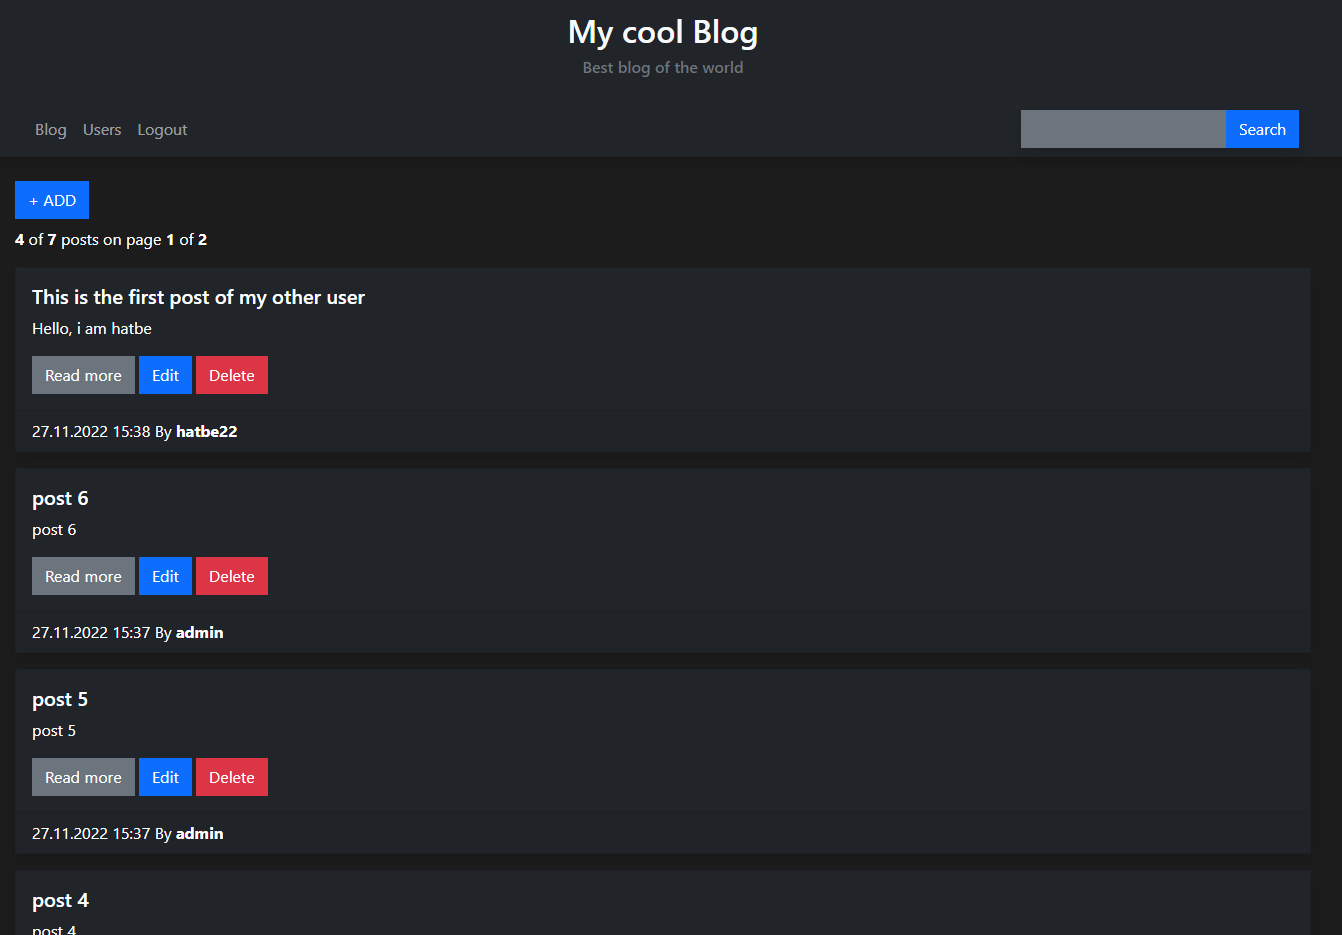 My cool Blog
Best blog of the world
Blog Users Logout Search
+ ADD
4 of 7 posts on page 1 of 2
This is the first post of my other user
Hello, i am hatbe
Read more Edit Delete
27.11.2022 15:38 By hatbe22
post 6
post 6
Read more Edit Delete
27.11.2022 15:37 By admin
post 5
post 5
Read more Edit Delete
27.11.2022 15:37 By admin
post 4
post 4